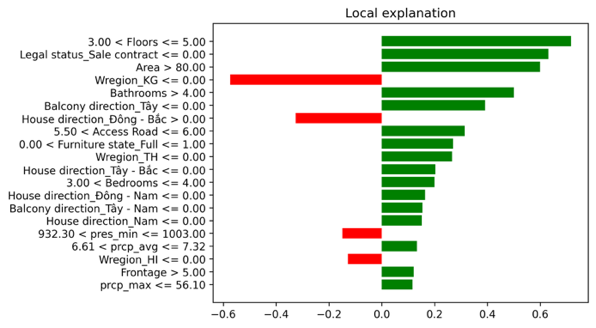 Local explanation
3.00 < Floors <= 5.00
Legal status_Sale contract <= 0.00
Area > 80.00
Wregion_KG <= 0.00
Bathrooms > 4.00
Balcony direction_Tây <= 0.00
House direction_Đông - Bắc > 0.00
5.50 < Access Road <= 6.00
0.00 < Furniture state_Full <= 1.00
Wregion_TH <= 0.00
House direction_Tây - Bắc <= 0.00
3.00 < Bedrooms <= 4.00
House direction_Đông - Nam <= 0.00
Balcony direction_Tây - Nam <= 0.00
House direction_Nam <= 0.00
932.30 < pres_min <= 1003.00
6.61 < prcp_avg <= 7.32
Wregion_HI <= 0.00
Frontage > 5.00
prcp_max <= 56.10
−0.6 −0.4 −0.2 0.0 0.2 0.4 0.6